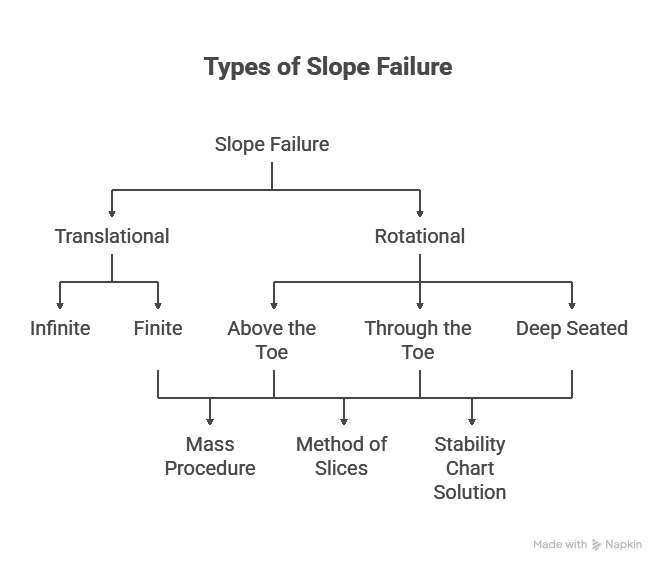 Types of Slope Failure
Slope Failure
Translational
Rotational
Infinite
Finite
Above the
Toe
Through the
Toe
Deep Seated
Mass
Procedure
Method of
Slices
Stability
Chart
Solution
Made with Napkin